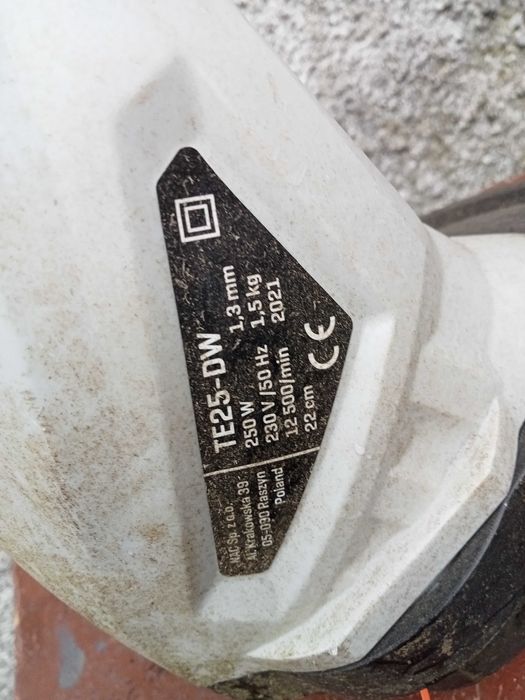 TE25-DW
250 W 1,3 mm
230 V/50 Hz 1,5 kg
12 500/min 2021
22 cm
CE
NAC Sp. z o.o.
Al. Krakowska 39
05-090 Raszyn
Poland